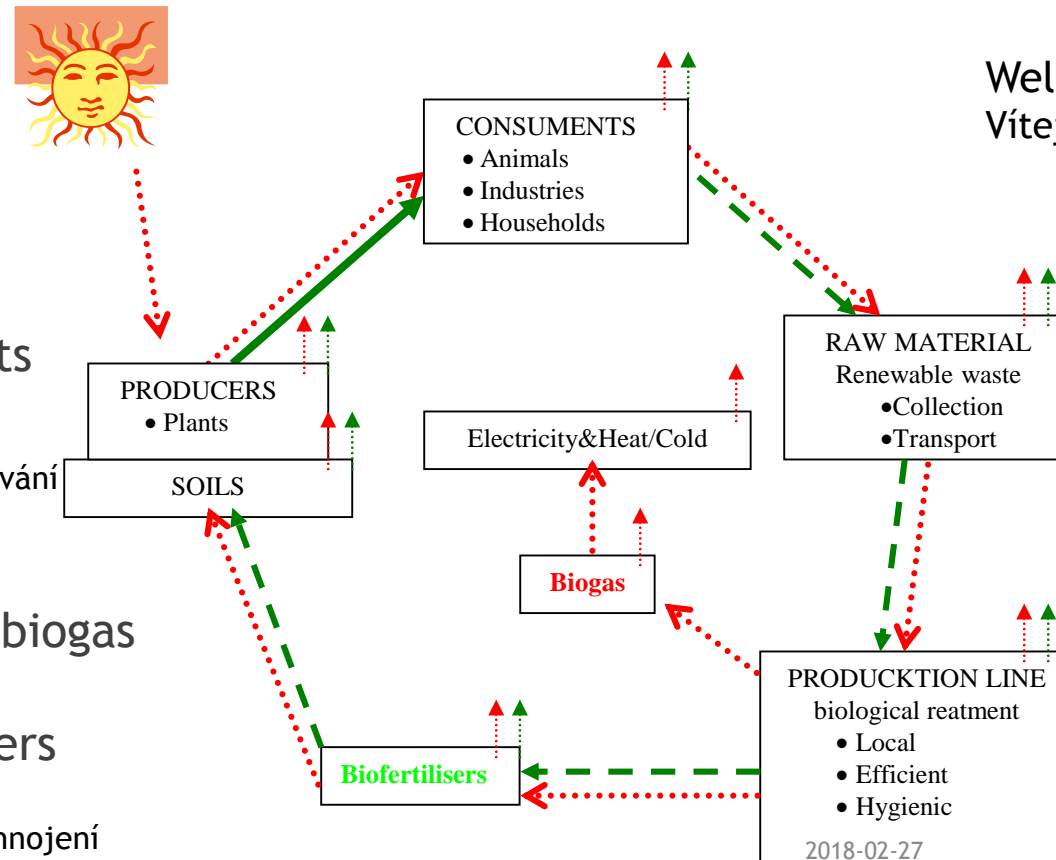 Wel
Vítej
CONSUMENTS
• Animals
• Industries
• Households
RAW MATERIAL
Renewable waste
•Collection
•Transport
ts
PRODUCERS
• Plants
vání
SOILS
Electricity&Heat/Cold
Biogas
biogas
PRODUCKTION LINE
biological reatment
• Local
• Efficient
• Hygienic
ers
Biofertilisers
hnojení
2018-02-27